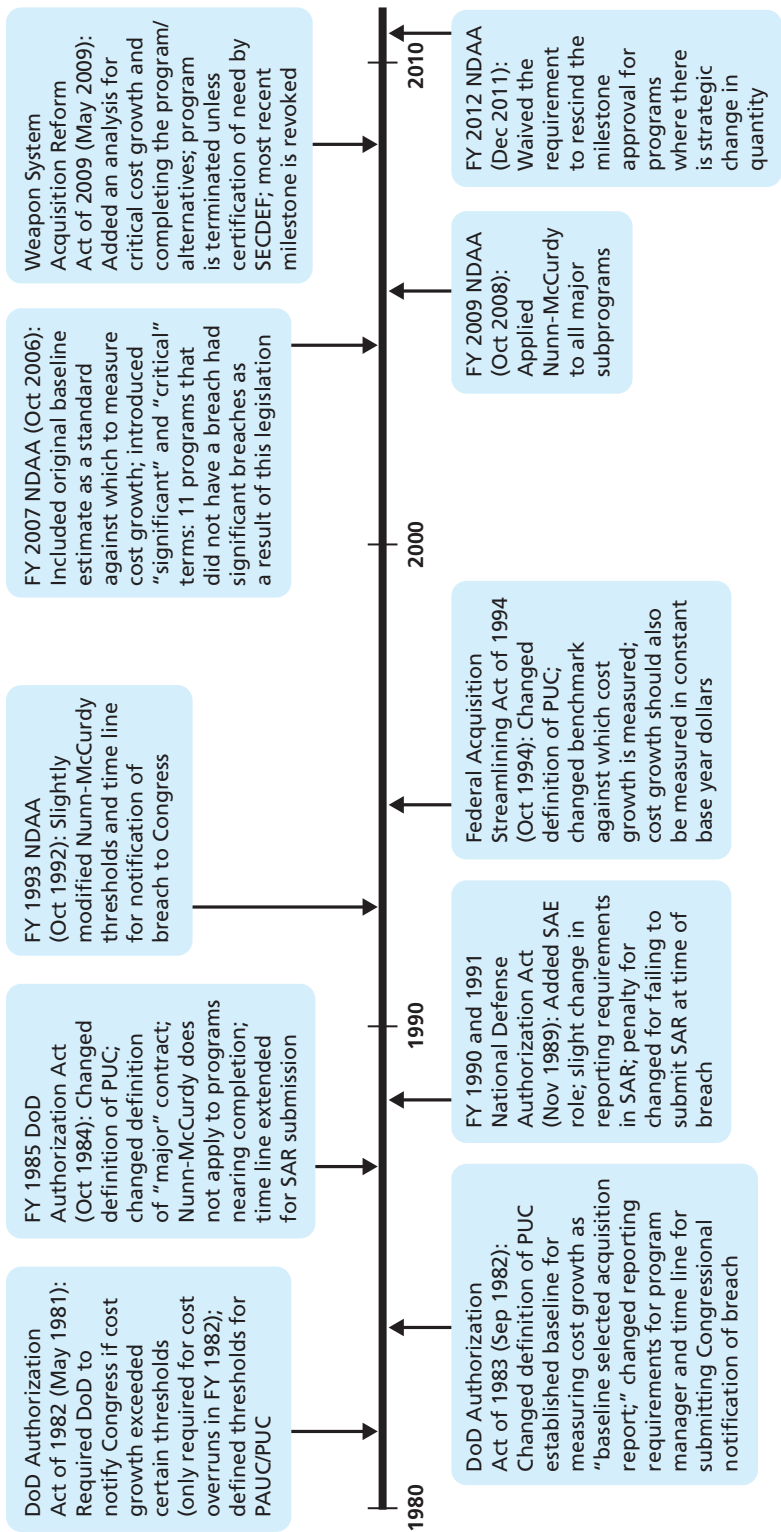 DoD Authorization
Act of 1982 (May 1981):
Required DoD to
notify Congress if cost
growth exceeded
certain thresholds
(only required for cost
overruns in FY 1982);
defined thresholds for
PAUC/PUC
FY 1985 DoD
Authorization Act
(Oct 1984): Changed
definition of PUC;
changed definition
of “major” contract;
Nunn-McCurdy does
not apply to programs
nearing completion;
time line extended
for SAR submission
FY 1993 NDAA
(Oct 1992): Slightly
modified Nunn-McCurdy
thresholds and time line
for notification of
breach to Congress
FY 2007 NDAA (Oct 2006):
Included original baseline
estimate as a standard
against which to measure
cost growth; introduced
“significant” and “critical”
terms: 11 programs that
did not have a breach had
significant breaches as
a result of this legislation
Weapon System
Acquisition Reform
Act of 2009 (May 2009):
Added an analysis for
critical cost growth and
completing the program/
alternatives; program
is terminated unless
certification of need by
SECDEF; most recent
milestone is revoked
1980
1990
2000
2010
DoD Authorization
Act of 1983 (Sep 1982):
Changed definition of PUC
established baseline for
measuring cost growth as
“baseline selected acquisition
report;” changed reporting
requirements for program
manager and time line for
submitting Congressional
notification of breach
FY 1990 and 1991
National Defense
Authorization Act
(Nov 1989): Added SAE
role; slight change in
reporting requirements
in SAR; penalty for
changed for failing to
submit SAR at time of
breach
Federal Acquisition
Streamlining Act of 1994
(Oct 1994): Changed
definition of PUC;
changed benchmark
against which cost
growth is measured;
cost growth should also
be measured in constant
base year dollars
FY 2009 NDAA
(Oct 2008):
Applied
Nunn-McCurdy
to all major
subprograms
FY 2012 NDAA
(Dec 2011):
Waived the
requirement
to rescind the
milestone
approval for
programs
where there
is strategic
change in
quantity